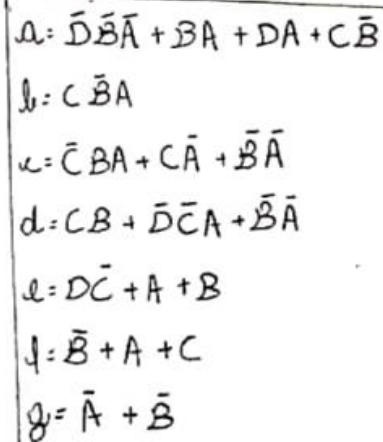 a: D̄B̄Ā + BA + DA + CB̄
b: CB̄A
c= C̄BA + CĀ + B̄Ā
d: CB + D̄C̄A + B̄Ā
e= DC̄ + A + B
f: B̄ + A + C
g= Ā + B̄